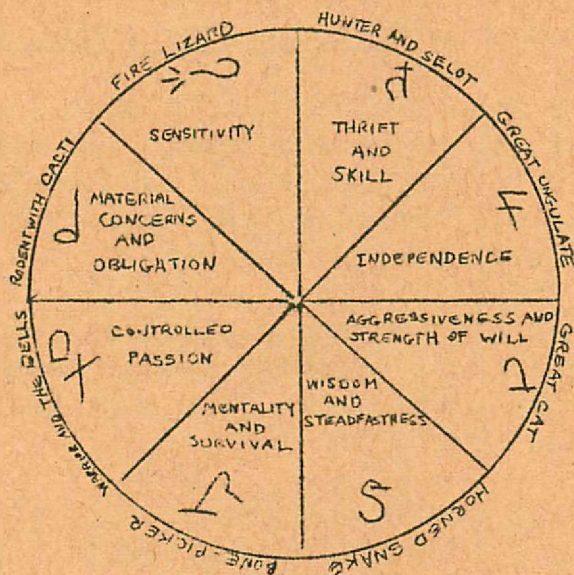 HUNTER AND SELOT
THRIFT
AND
SKILL
GREAT UNGULATE
INDEPENDENCE
GREAT CAT
AGGRESSIVENESS AND
STRENGTH OF WILL
HORNED SNAKE
WISDOM
AND
STEADFASTNESS
BONE-PICKER
MENTALITY
AND
SURVIVAL
WARRIOR AND THE BELLS
CONTROLLED
PASSION
RODENT WITH CACTI
MATERIAL
CONCERNS
AND
OBLIGATION
FIRE LIZARD
SENSITIVITY